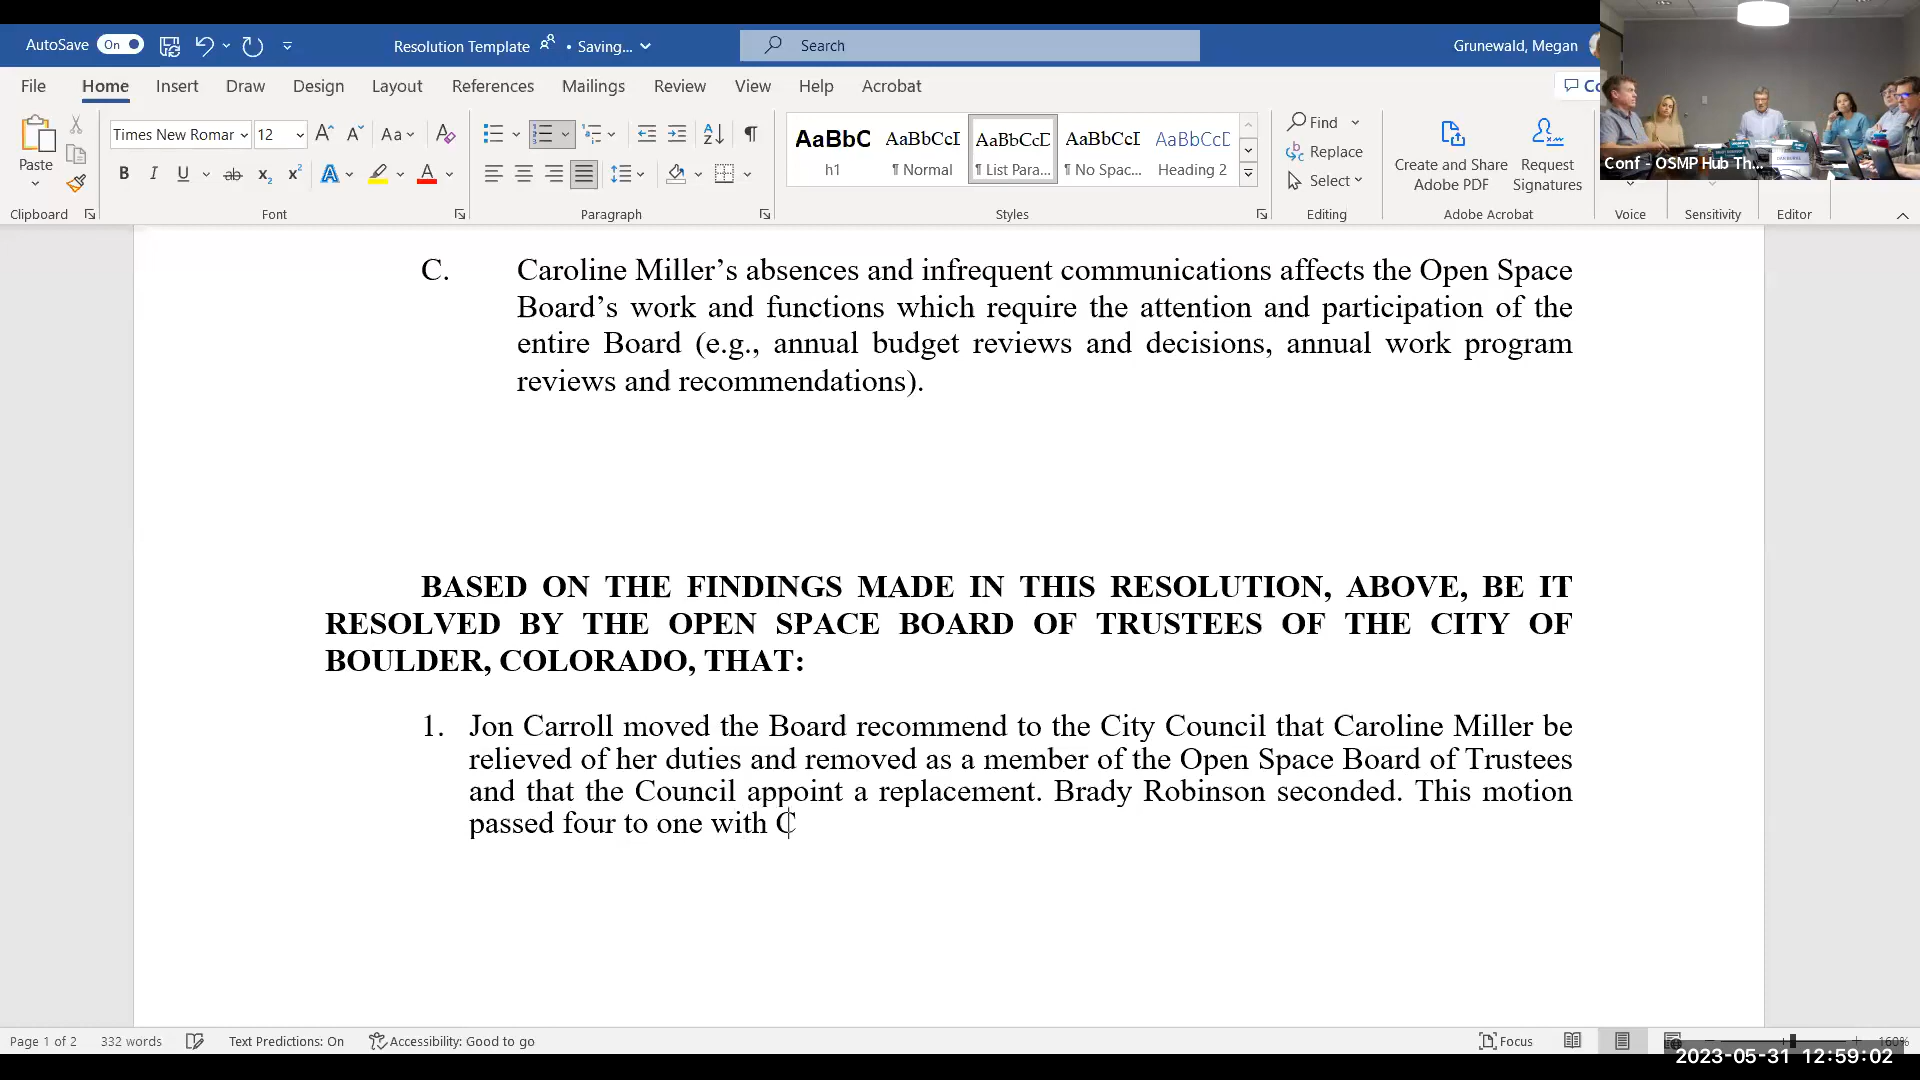 AutoSave On Resolution Template • Saving... Search Grunewald, Megan
File Home Insert Draw Design Layout References Mailings Review View Help Acrobat
Times New Romar 12 Aa
AaBbC AaBbCcI AaBbCcD AaBbCcI AaBbCcD
Find
Replace
Select
Paste
B I U ab x₂ x² A A
h1 ¶ Normal ¶ List Para... ¶ No Spac... Heading 2
Create and Share Adobe PDF
Request Signatures
Conf - OSMP Hub Th...
Clipboard Font Paragraph Styles Editing Adobe Acrobat Voice Sensitivity Editor
C. Caroline Miller’s absences and infrequent communications affects the Open Space
Board’s work and functions which require the attention and participation of the
entire Board (e.g., annual budget reviews and decisions, annual work program
reviews and recommendations).
BASED ON THE FINDINGS MADE IN THIS RESOLUTION, ABOVE, BE IT
RESOLVED BY THE OPEN SPACE BOARD OF TRUSTEES OF THE CITY OF
BOULDER, COLORADO, THAT:
1. Jon Carroll moved the Board recommend to the City Council that Caroline Miller be
relieved of her duties and removed as a member of the Open Space Board of Trustees
and that the Council appoint a replacement. Brady Robinson seconded. This motion
passed four to one with C
Page 1 of 2 332 words Text Predictions: On Accessibility: Good to go Focus 160%
2023-05-31 12:59:02